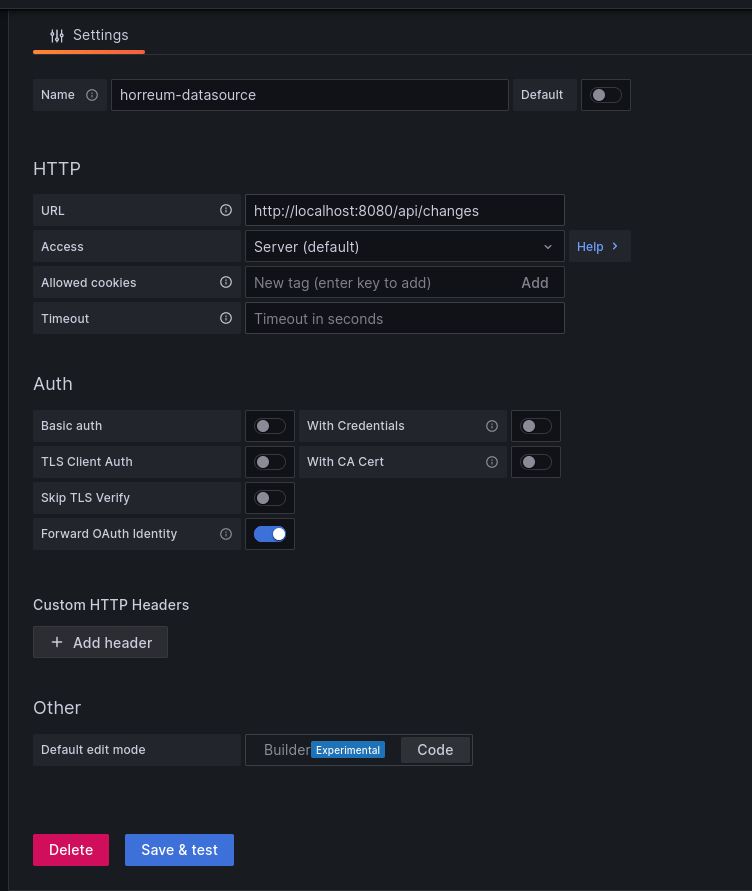 Settings
Name horreum-datasource Default
HTTP
URL http://localhost:8080/api/changes
Access Server (default) Help
Allowed cookies New tag (enter key to add) Add
Timeout Timeout in seconds
Auth
Basic auth With Credentials
TLS Client Auth With CA Cert
Skip TLS Verify
Forward OAuth Identity
Custom HTTP Headers
+ Add header
Other
Default edit mode Builder Experimental Code
Delete Save & test